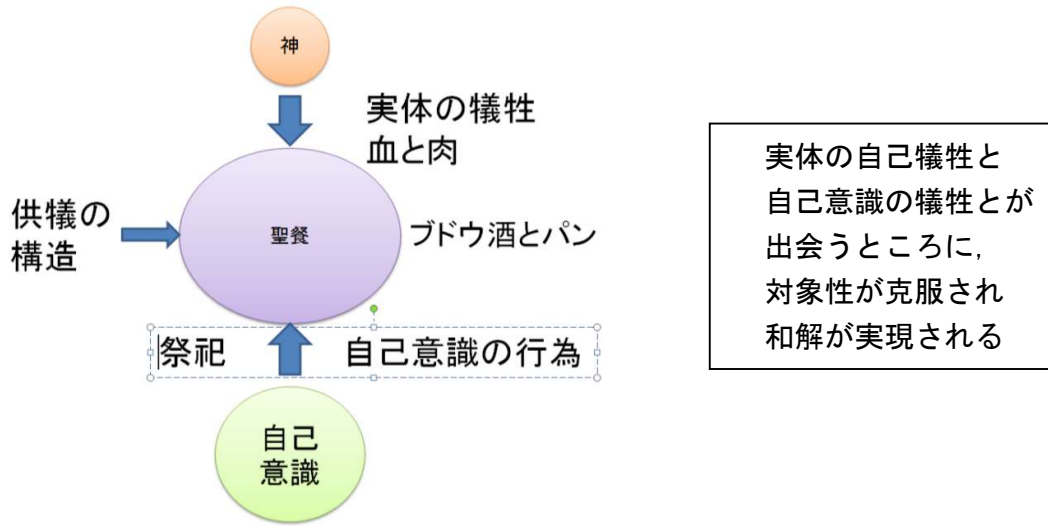 神
実体の犠牲
血と肉
供犠の
構造
聖餐
ブドウ酒とパン
祭祀 自己意識の行為
自己
意識
実体の自己犠牲と
自己意識の犠牲とが
出会うところに，
対象性が克服され
和解が実現される